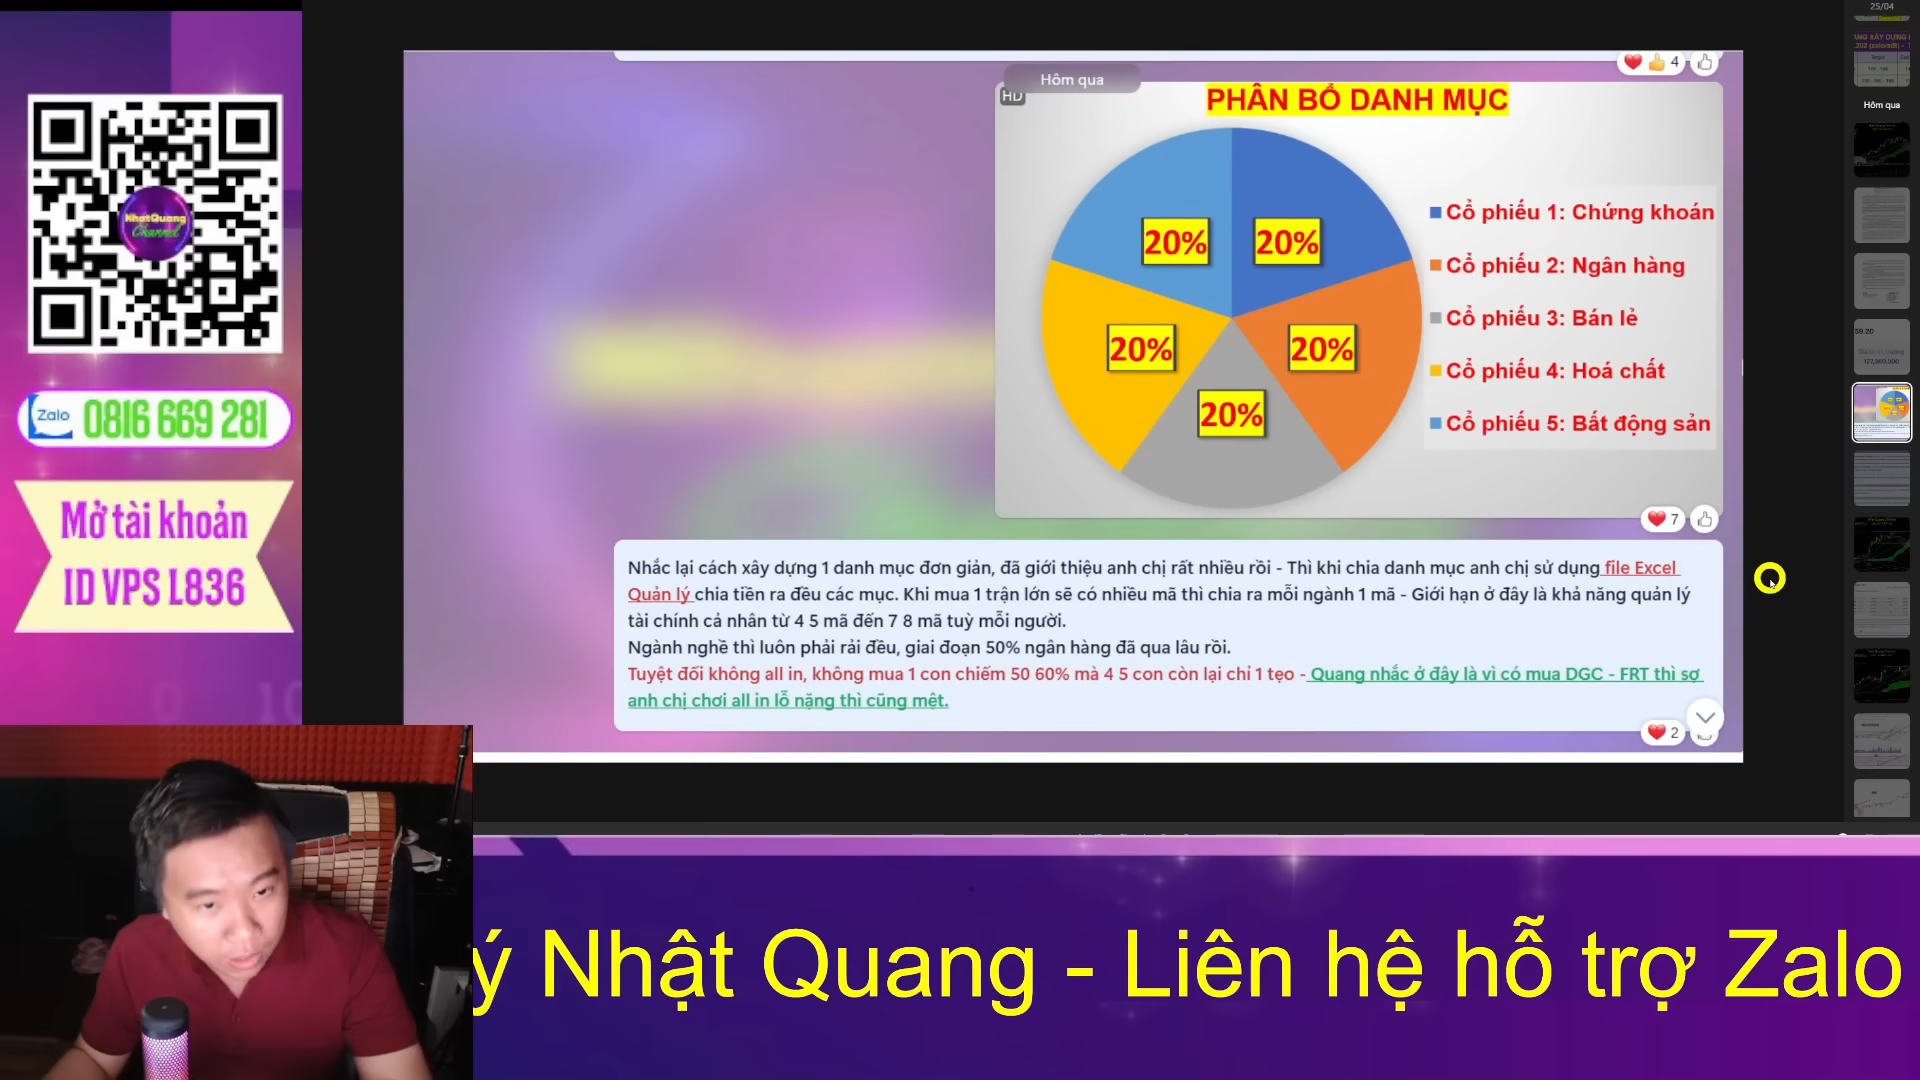 25/04
Hôm qua
HD
PHÂN BỔ DANH MỤC
4
20%
20%
20%
20%
20%
Cổ phiếu 1: Chứng khoán
Cổ phiếu 2: Ngân hàng
Cổ phiếu 3: Bán lẻ
Cổ phiếu 4: Hoá chất
Cổ phiếu 5: Bất động sản
7
Nhắc lại cách xây dựng 1 danh mục đơn giản, đã giới thiệu anh chị rất nhiều rồi - Thì khi chia danh mục anh chị sử dụng file Excel
Quản lý chia tiền ra đều các mục. Khi mua 1 trận lớn sẽ có nhiều mã thì chia ra mỗi ngành 1 mã - Giới hạn ở đây là khả năng quản lý
tài chính cá nhân từ 4 5 mã đến 7 8 mã tuỳ mỗi người.
Ngành nghề thì luôn phải rải đều, giai đoạn 50% ngân hàng đã qua lâu rồi.
Tuyệt đối không all in, không mua 1 con chiếm 50 60% mà 4 5 con còn lại chỉ 1 tẹo - Quang nhắc ở đây là vì có mua DGC - FRT thì sợ
anh chị chơi all in lỗ nặng thì cũng mệt.
2
NhatQuang
Channel
Zalo 0816 669 281
Mở tài khoản
ID VPS L836
Hôm qua
ý Nhật Quang - Liên hệ hỗ trợ Zalo